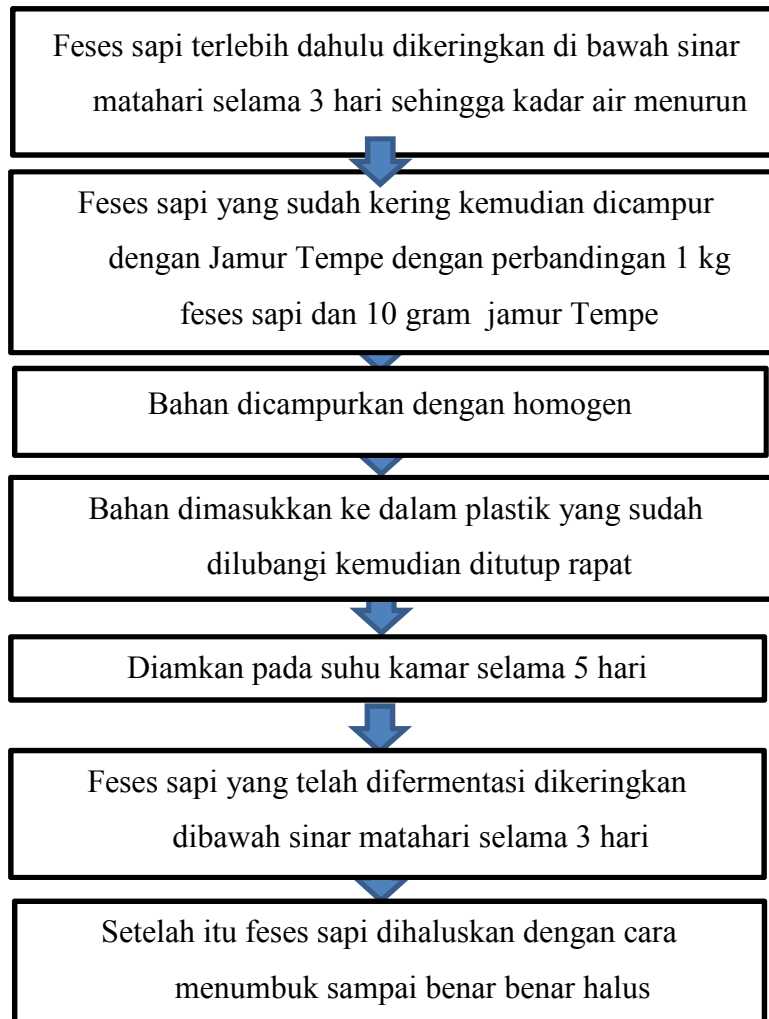 Feses sapi terlebih dahulu dikeringkan di bawah sinar
matahari selama 3 hari sehingga kadar air menurun
Feses sapi yang sudah kering kemudian dicampur
dengan Jamur Tempe dengan perbandingan 1 kg
feses sapi dan 10 gram jamur Tempe
Bahan dicampurkan dengan homogen
Bahan dimasukkan ke dalam plastik yang sudah
dilubangi kemudian ditutup rapat
Diamkan pada suhu kamar selama 5 hari
Feses sapi yang telah difermentasi dikeringkan
dibawah sinar matahari selama 3 hari
Setelah itu feses sapi dihaluskan dengan cara
menumbuk sampai benar benar halus